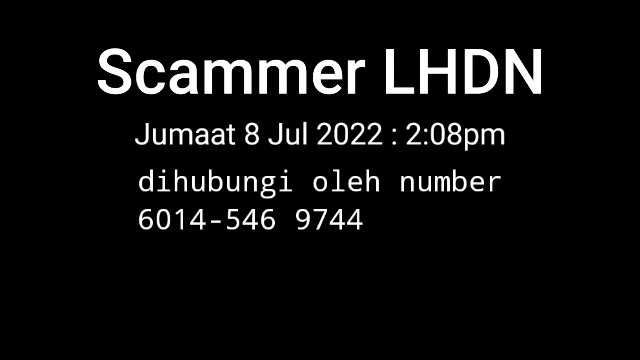 Scammer LHDN
Jumaat 8 Jul 2022 : 2:08pm
dihubungi oleh number
6014-546 9744